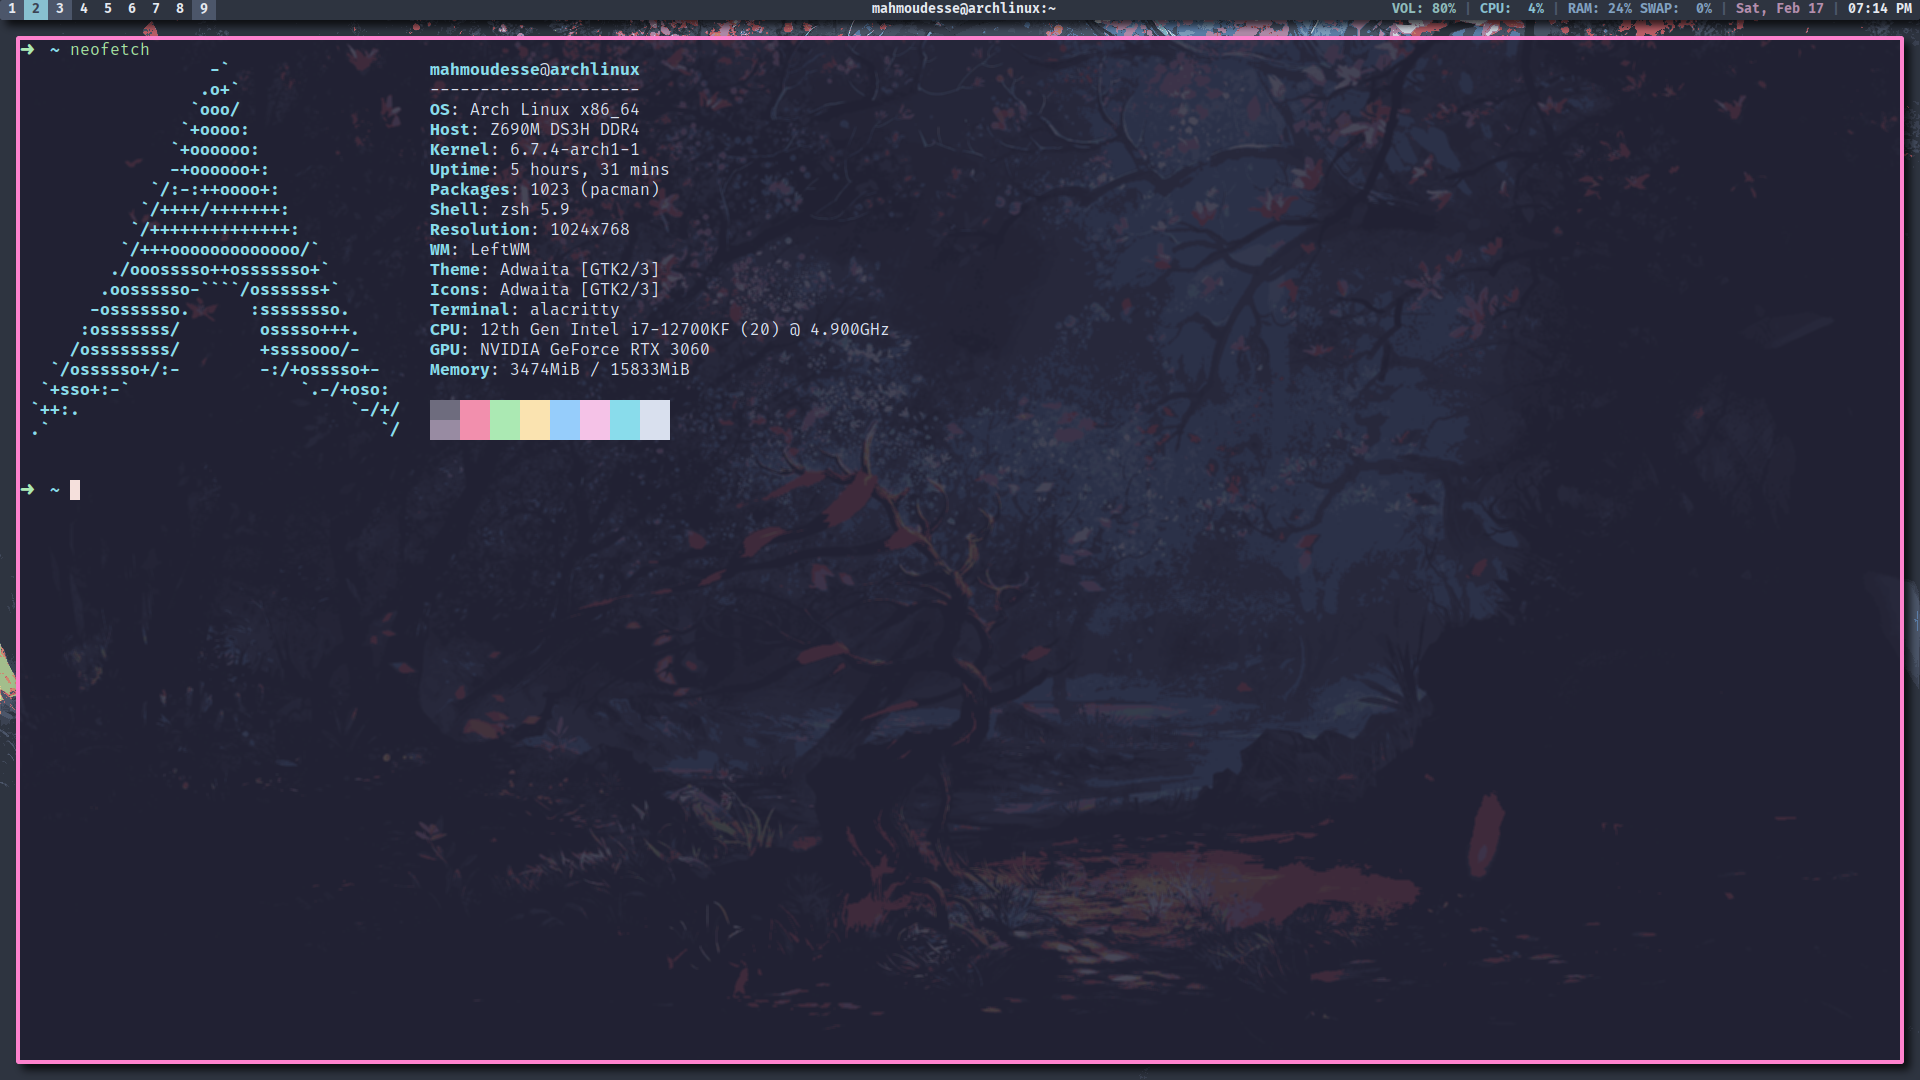 1 2 3 4 5 6 7 8 9 mahmoudesse@archlinux:~ VOL: 80% | CPU:  4% | RAM: 24% SWAP:  0% | Sat, Feb 17 | 07:14 PM
➜  ~ neofetch
                   -`                    mahmoudesse@archlinux
                  .o+`                   ---------------------
                 `ooo/                   OS: Arch Linux x86_64
                `+oooo:                  Host: Z690M DS3H DDR4
               `+oooooo:                 Kernel: 6.7.4-arch1-1
               -+oooooo+:                Uptime: 5 hours, 31 mins
             `/:-:++oooo+:               Packages: 1023 (pacman)
            `/++++/+++++++:              Shell: zsh 5.9
           `/++++++++++++++:             Resolution: 1024x768
          `/+++ooooooooooooo/`           WM: LeftWM
         ./ooosssso++osssssso+`          Theme: Adwaita [GTK2/3]
        .oossssso-````/ossssss+`         Icons: Adwaita [GTK2/3]
       -osssssso.      :ssssssso.        Terminal: alacritty
      :osssssss/        osssso+++.       CPU: 12th Gen Intel i7-12700KF (20) @ 4.900GHz
     /ossssssss/        +ssssooo/-       GPU: NVIDIA GeForce RTX 3060
   `/ossssso+/:-        -:/+osssso+-     Memory: 3474MiB / 15833MiB
  `+sso+:-`                 `.-/+oso:
 `++:.                           `-/+/
 .`                                 `/
➜  ~